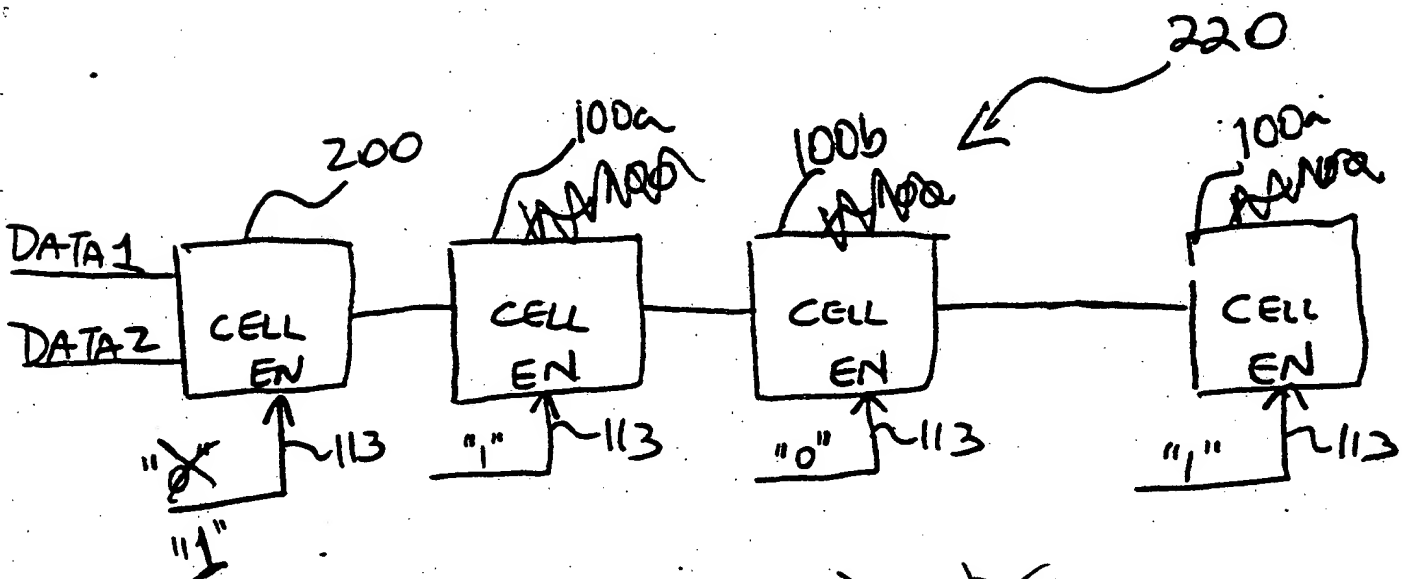 220
200 100a 100b 100a
DATA1
DATA2
CELL CELL CELL CELL
EN EN EN EN
113 "1" 113 "0" 113 "1" 113
"1"